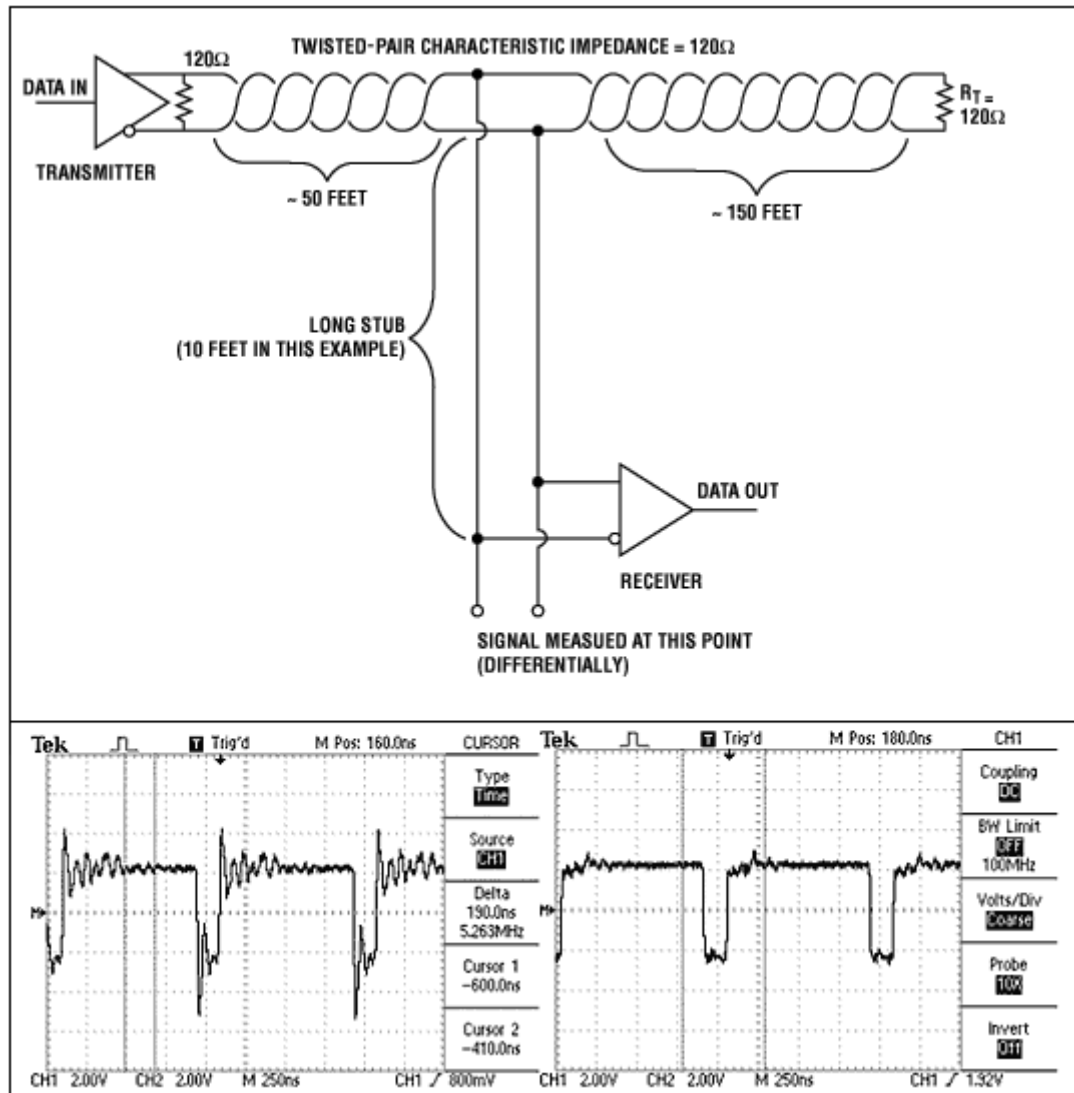 TWISTED-PAIR CHARACTERISTIC IMPEDANCE = 120Ω
120Ω
DATA IN
TRANSMITTER
~ 50 FEET
RT =
120Ω
~ 150 FEET
LONG STUB
(10 FEET IN THIS EXAMPLE)
DATA OUT
RECEIVER
SIGNAL MEASUED AT THIS POINT
(DIFFERENTIALLY)
Tek T Trig'd M Pos: 160.0ns CURSOR
Type
Time
Source
CH1
Delta
190.0ns
5.263MHz
Cursor 1
-600.0ns
Cursor 2
-410.0ns
M
CH1 2.00V CH2 2.00V M 250ns CH1 / 800mV
Tek T Trig'd M Pos: 180.0ns CH1
Coupling
DC
BW Limit
OFF
100MHz
Volts/Div
Coarse
Probe
10X
Invert
Off
M
CH1 2.00V CH2 2.00V M 250ns CH1 / 1.92V